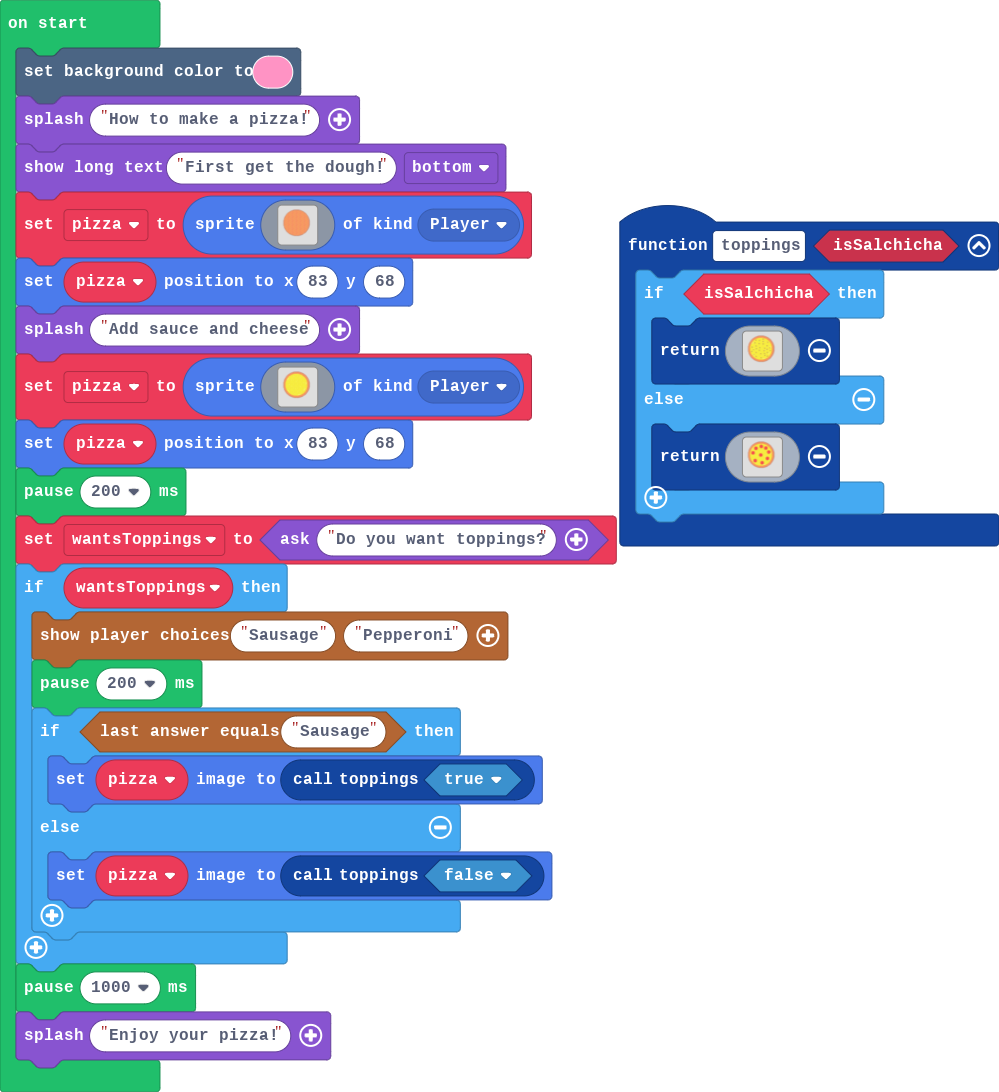 on start
set background color to
splash "How to make a pizza!"
show long text "First get the dough!" bottom
set pizza to sprite of kind Player
set pizza position to x 83 y 68
splash "Add sauce and cheese"
set pizza to sprite of kind Player
set pizza position to x 83 y 68
pause 200 ms
set wantsToppings to ask "Do you want toppings?"
if wantsToppings then
show player choices "Sausage" "Pepperoni"
pause 200 ms
if last answer equals "Sausage" then
set pizza image to call toppings true
else
set pizza image to call toppings false
pause 1000 ms
splash "Enjoy your pizza!"
function toppings isSalchicha
if isSalchicha then
return
else
return